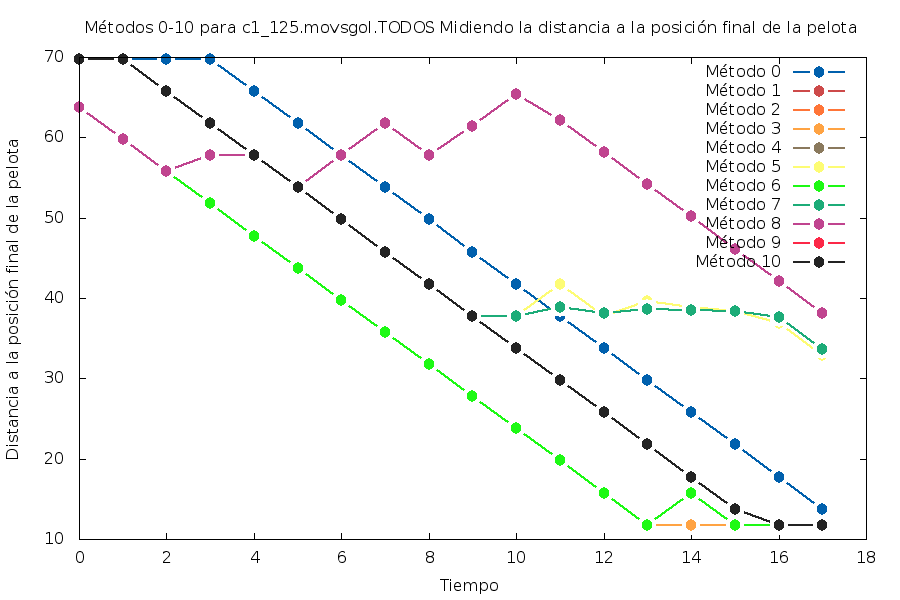 Métodos 0-10 para c1_125.movsgol.TODOS Midiendo la distancia a la posición final de la pelota
Distancia a la posición final de la pelota
70
60
50
40
30
20
10
0
2
4
6
8
10
12
14
16
18
Tiempo
Método 0
Método 1
Método 2
Método 3
Método 4
Método 5
Método 6
Método 7
Método 8
Método 9
Método 10